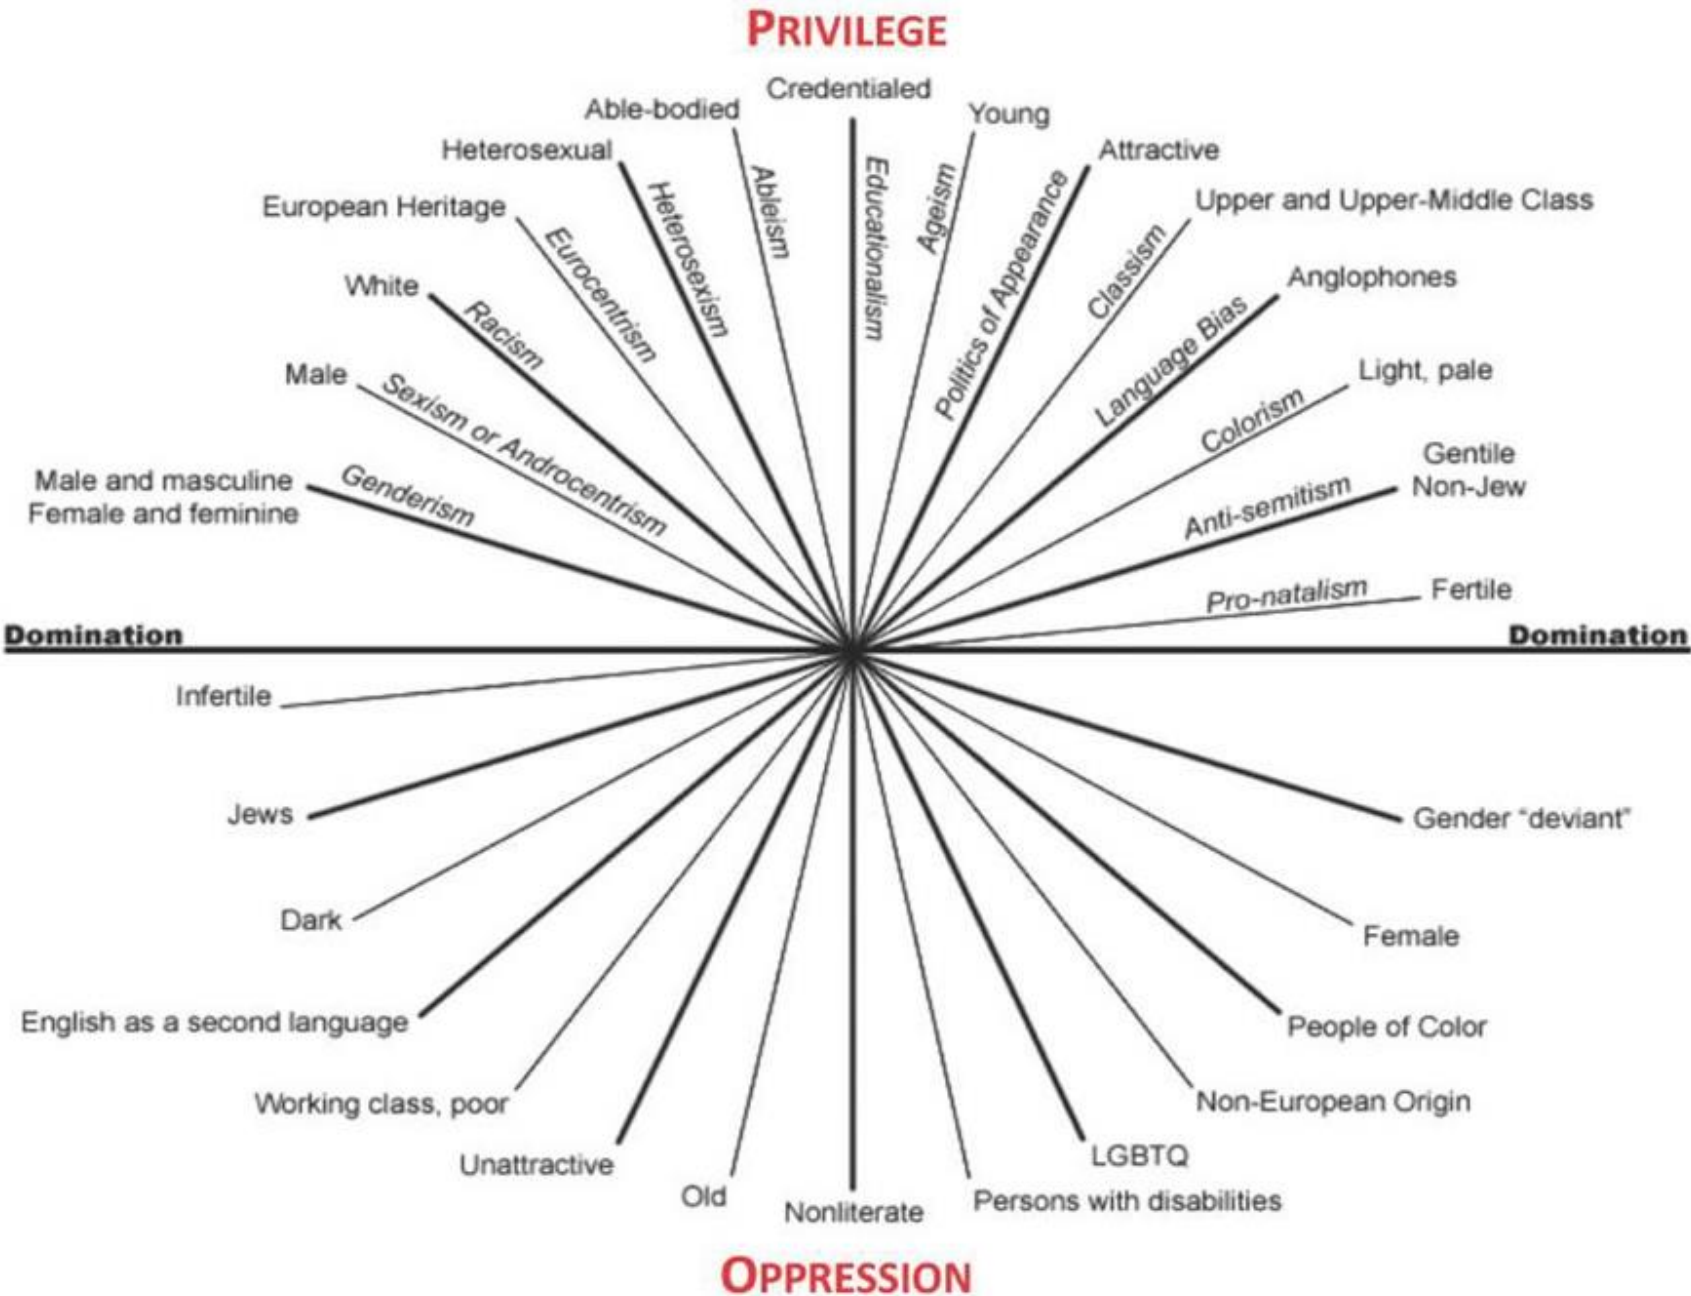 PRIVILEGE
Credentialed
Able-bodied
Young
Heterosexual
Attractive
European Heritage
Upper and Upper-Middle Class
White
Anglophones
Male
Light, pale
Male and masculine
Female and feminine
Gentile
Non-Jew
Fertile
Genderism
Sexism or Androcentrism
Racism
Eurocentrism
Heterosexism
Ableism
Educationalism
Ageism
Politics of Appearance
Classism
Language Bias
Colorism
Anti-semitism
Pro-natalism
Domination
Domination
Infertile
Jews
Gender “deviant”
Dark
Female
English as a second language
People of Color
Working class, poor
Non-European Origin
Unattractive
LGBTQ
Old
Persons with disabilities
Nonliterate
OPPRESSION